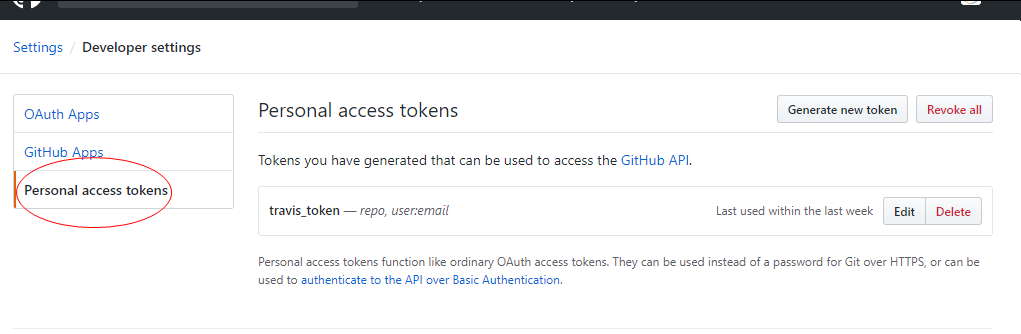 Settings / Developer settings
OAuth Apps
GitHub Apps
Personal access tokens
Personal access tokens
Generate new token
Revoke all
Tokens you have generated that can be used to access the GitHub API.
travis_token — repo, user:email
Last used within the last week
Edit
Delete
Personal access tokens function like ordinary OAuth access tokens. They can be used instead of a password for Git over HTTPS, or can be
used to authenticate to the API over Basic Authentication.